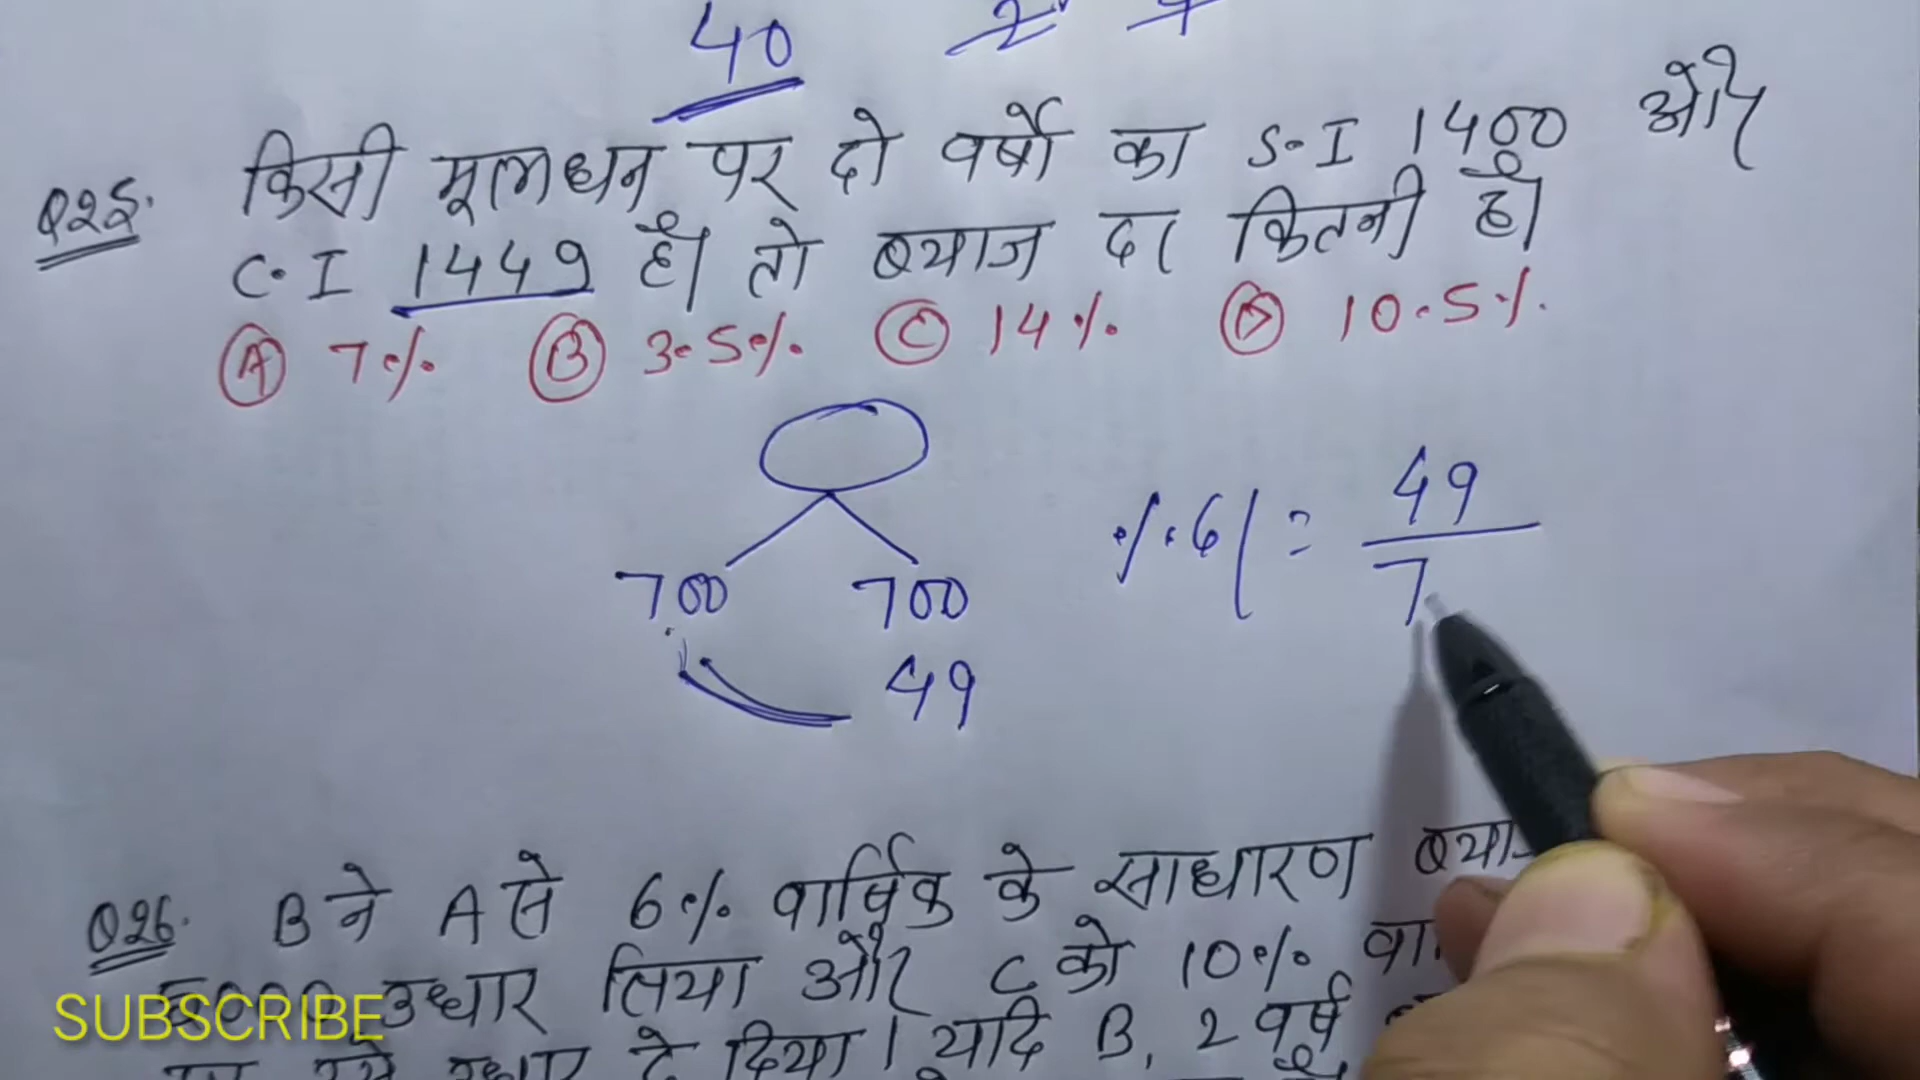 40
Q25. किसी मूलधन पर दो वर्षो का S.I 1400 और
C.I 1449 है। तो ब्याज दर कितनी है।
(A) 7% (B) 3.5% (C) 14% (D) 10.5%
700 700
49
% = 49
7
Q26. B ने A से 6% वार्षिक के साधारण ब्या
5000 उधार लिया और C को 10% वा
SUBSCRIBE
दे दिया। यदि B, 2 वर्ष